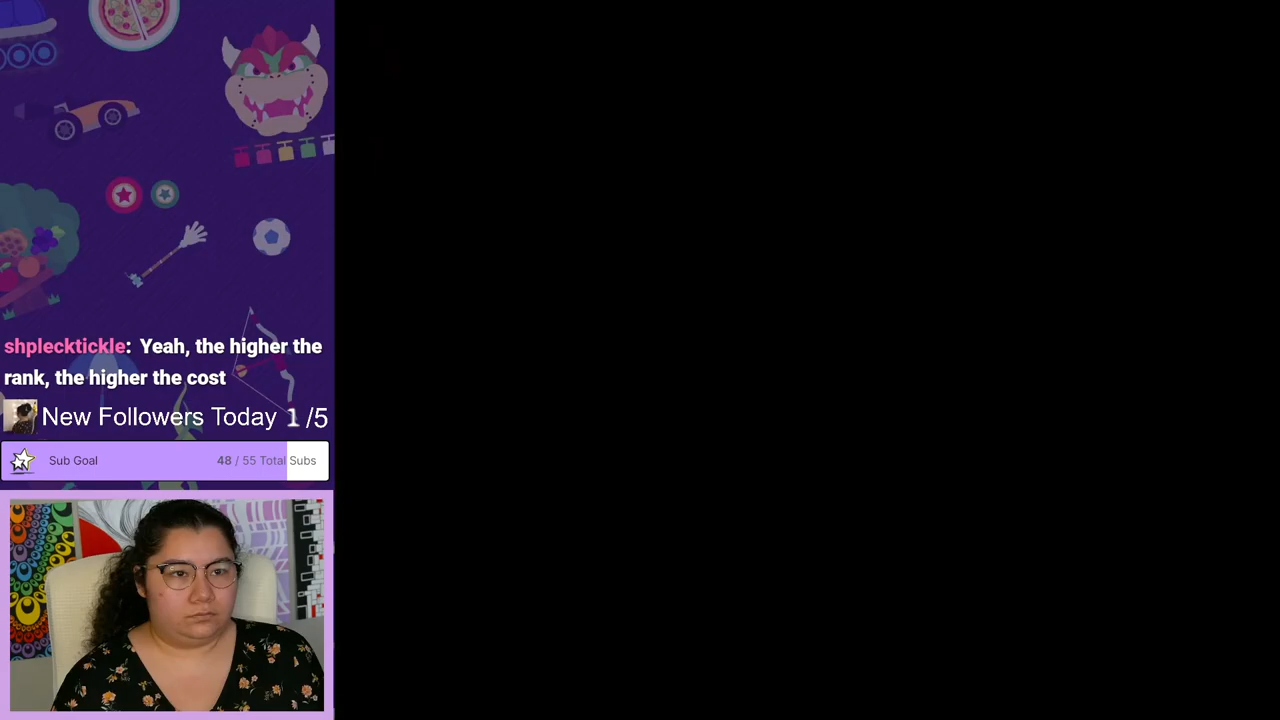 shplecktickle: Yeah, the higher the
rank, the higher the cost
New Followers Today 1 /5
Sub Goal 48 / 55 Total Subs